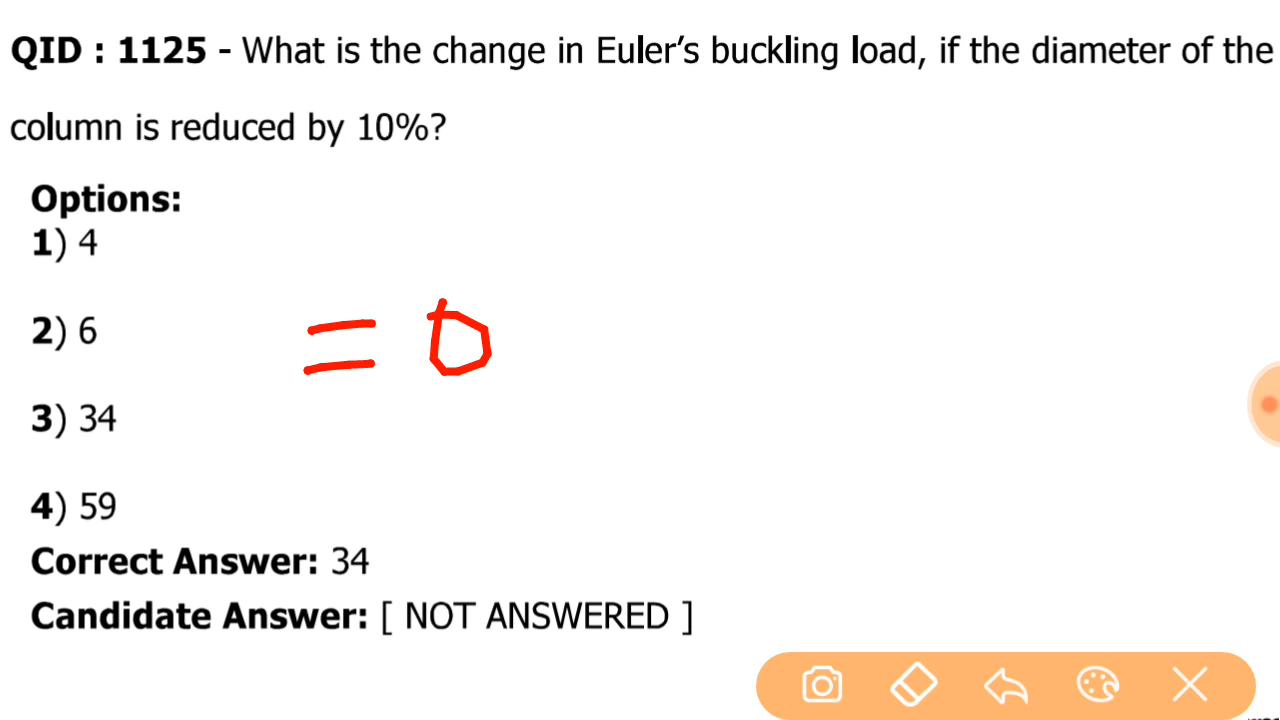 QID : 1125 - What is the change in Euler’s buckling load, if the diameter of the
column is reduced by 10%?
Options:
1) 4
2) 6
= D
3) 34
4) 59
Correct Answer: 34
Candidate Answer: [ NOT ANSWERED ]